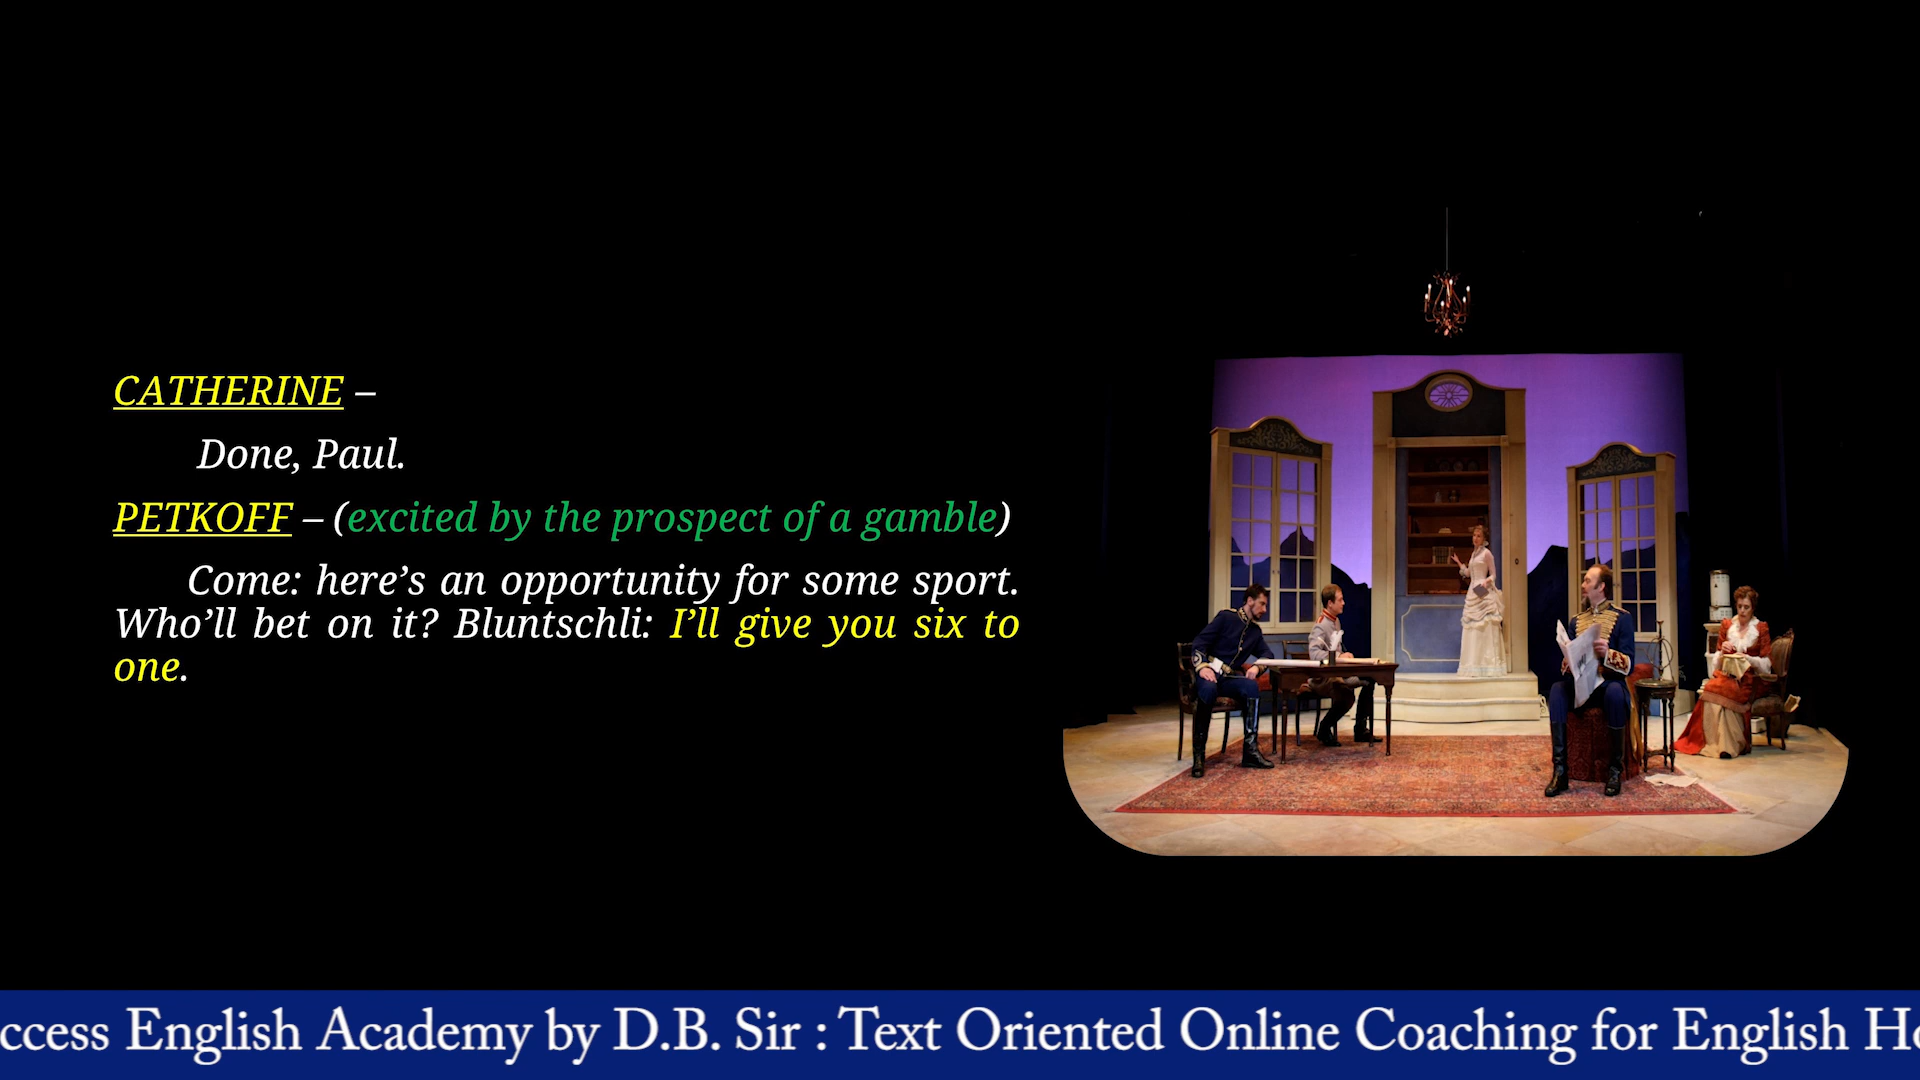 CATHERINE –
Done, Paul.
PETKOFF – (excited by the prospect of a gamble)
Come: here’s an opportunity for some sport.
Who’ll bet on it? Bluntschli: I’ll give you six to
one.
ccess English Academy by D.B. Sir : Text Oriented Online Coaching for English Ho